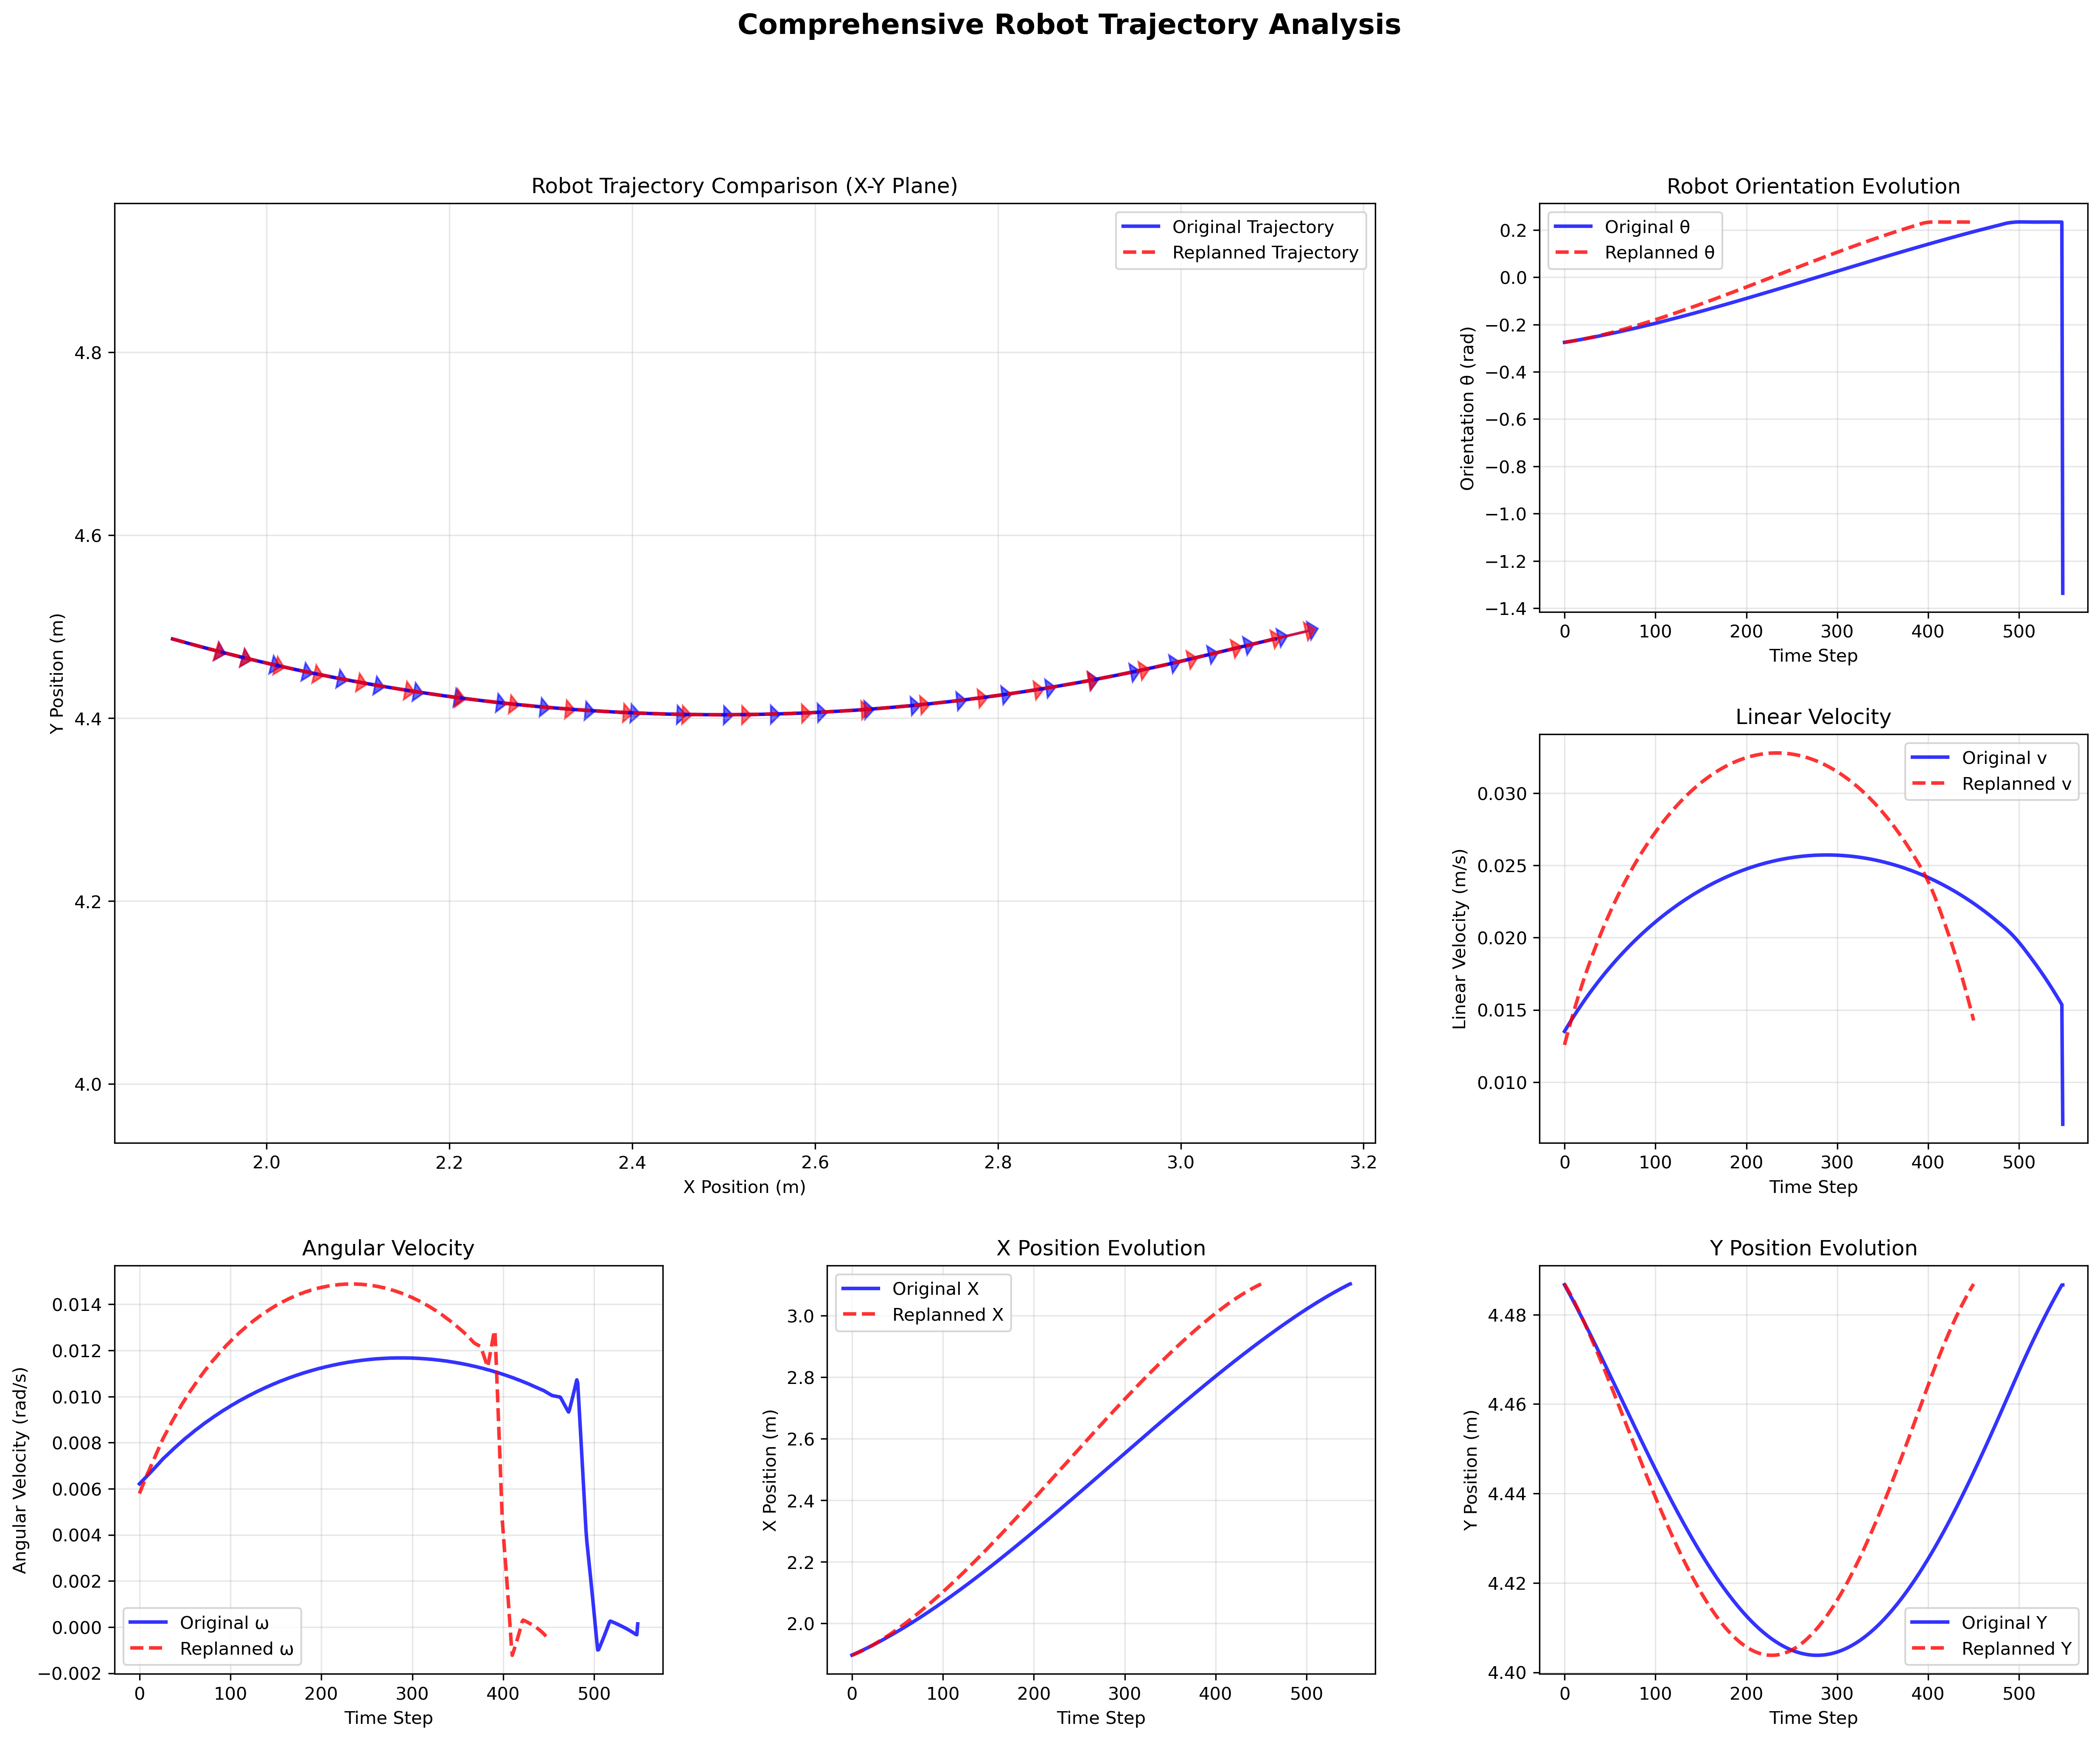 Comprehensive Robot Trajectory Analysis
Robot Trajectory Comparison (X-Y Plane)
Original Trajectory
Replanned Trajectory
Y Position (m)
4.8
4.6
4.4
4.2
4.0
2.0 2.2 2.4 2.6 2.8 3.0 3.2
X Position (m)
Robot Orientation Evolution
Original θ
Replanned θ
Orientation θ (rad)
0.2
0.0
−0.2
−0.4
−0.6
−0.8
−1.0
−1.2
−1.4
0 100 200 300 400 500
Time Step
Linear Velocity
Original v
Replanned v
Linear Velocity (m/s)
0.030
0.025
0.020
0.015
0.010
0 100 200 300 400 500
Time Step
Angular Velocity
Angular Velocity (rad/s)
0.014
0.012
0.010
0.008
0.006
0.004
0.002
0.000
−0.002
Original ω
Replanned ω
0 100 200 300 400 500
Time Step
X Position Evolution
Original X
Replanned X
X Position (m)
3.0
2.8
2.6
2.4
2.2
2.0
0 100 200 300 400 500
Time Step
Y Position Evolution
Y Position (m)
4.48
4.46
4.44
4.42
4.40
Original Y
Replanned Y
0 100 200 300 400 500
Time Step